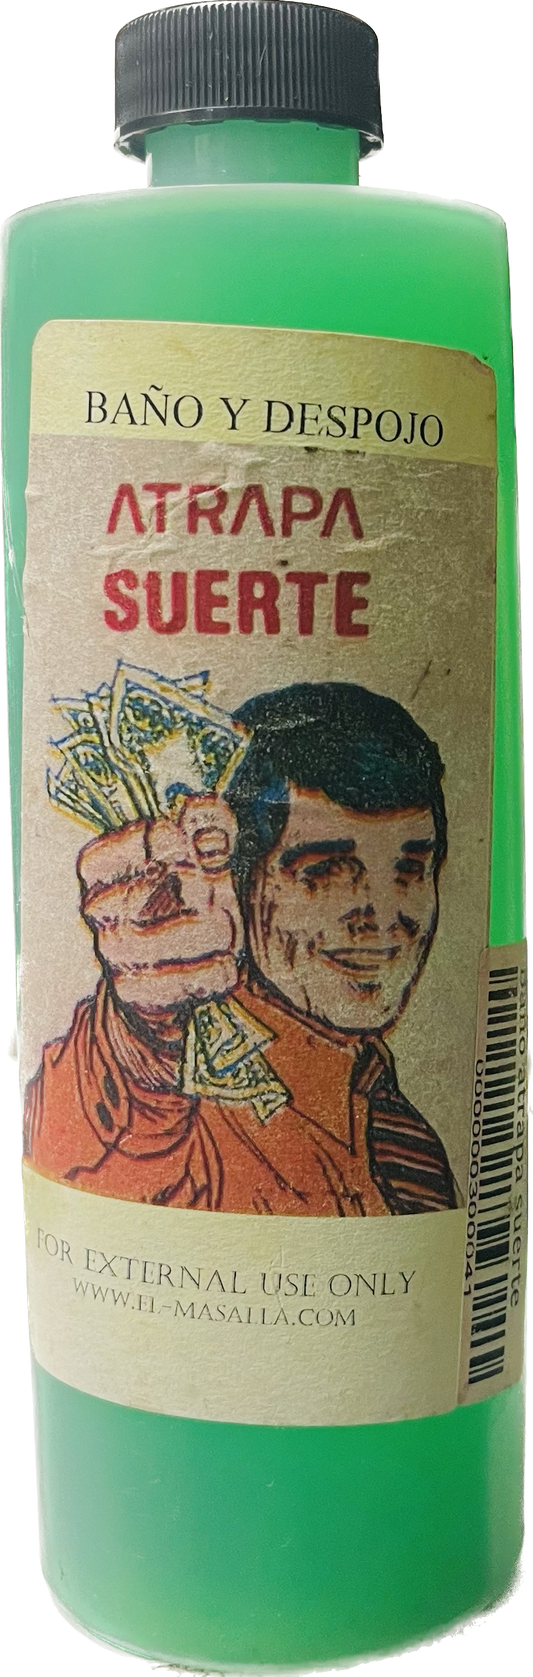 BAÑO Y DESPOJO
ATRAPA
SUERTE
FOR EXTERNAL USE ONLY
WWW.EL-MASALLA.COM
baño atrapa suerte